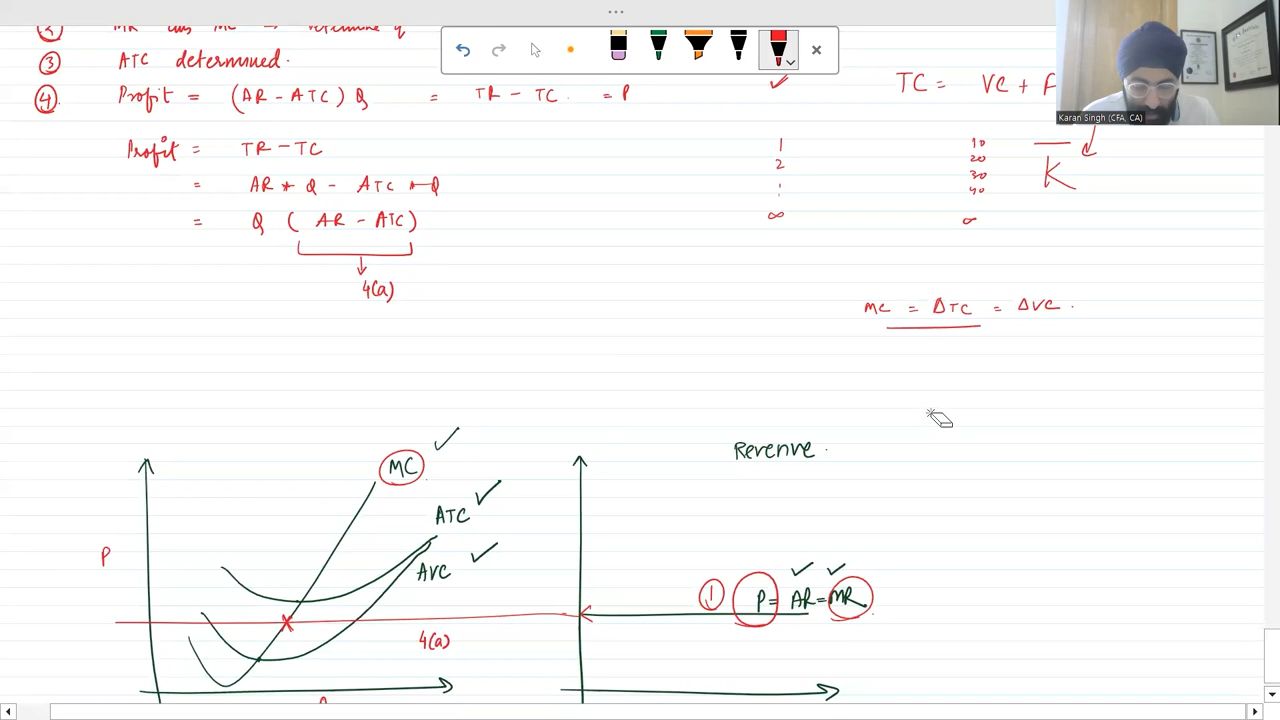 ③ ATC determined.
④. Profit = (AR - ATC) Q = TR - TC. = P
Profit = TR - TC
= AR * Q - ATC * Q
= Q ( AR - ATC)
4(a)
TC = VC + F
Karan Singh (CFA, CA)
1 10
2 20
⋮ 30
40
∞ ∞
K
MC = ΔTC = ΔVC.
MC
ATC
AVC
P
4(a)
Revenue.
① P = AR = MR